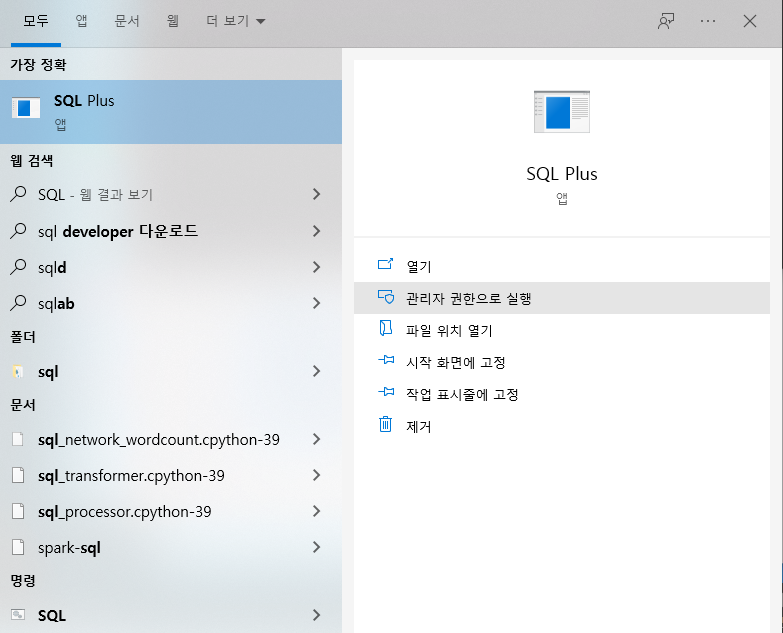 모두 앱 문서 웹 더 보기
가장 정확
SQL Plus
앱
웹 검색
SQL - 웹 결과 보기
sql developer 다운로드
sqld
sqlab
폴더
sql
문서
sql_network_wordcount.cpython-39
sql_transformer.cpython-39
sql_processor.cpython-39
spark-sql
명령
SQL
SQL Plus
앱
열기
관리자 권한으로 실행
파일 위치 열기
시작 화면에 고정
작업 표시줄에 고정
제거